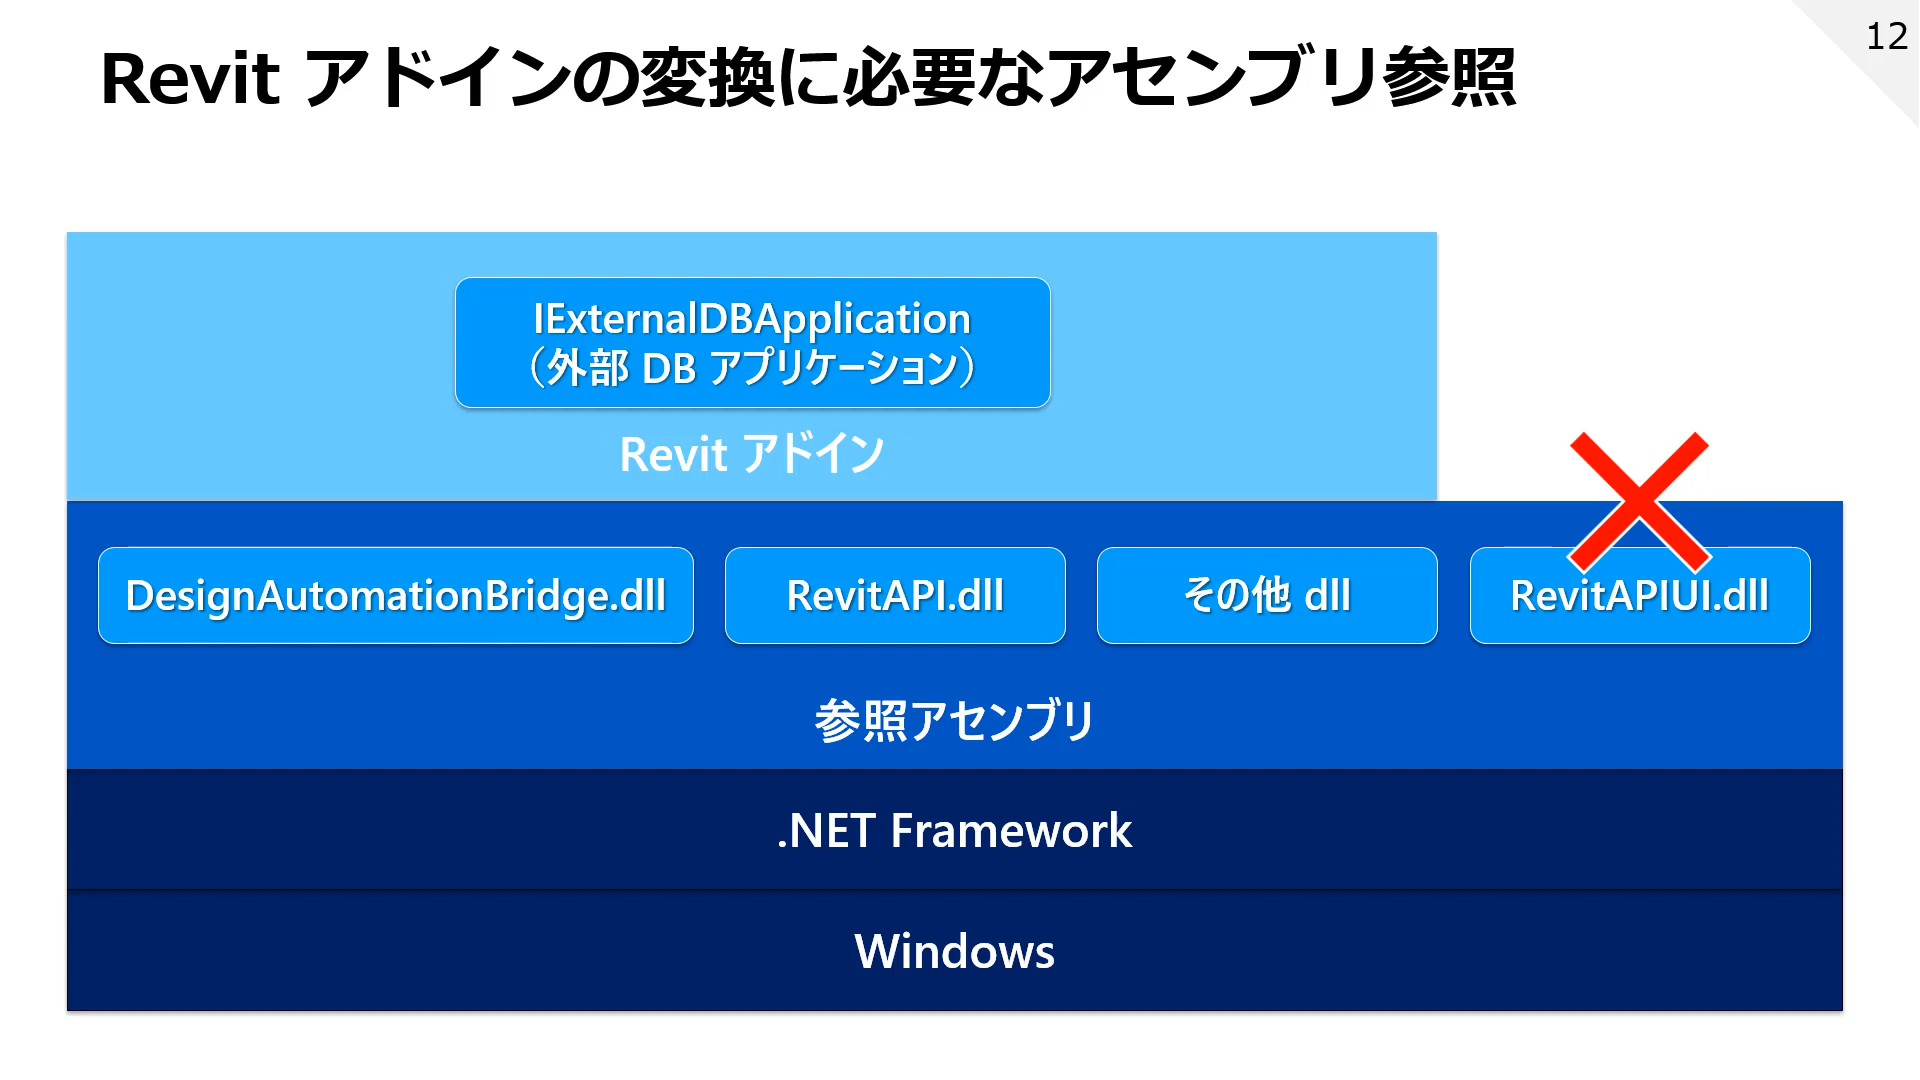 12
Revit アドインの変換に必要なアセンブリ参照
IExternalDBApplication
（外部 DB アプリケーション）
Revit アドイン
DesignAutomationBridge.dll
RevitAPI.dll
その他 dll
RevitAPIUI.dll
参照アセンブリ
.NET Framework
Windows